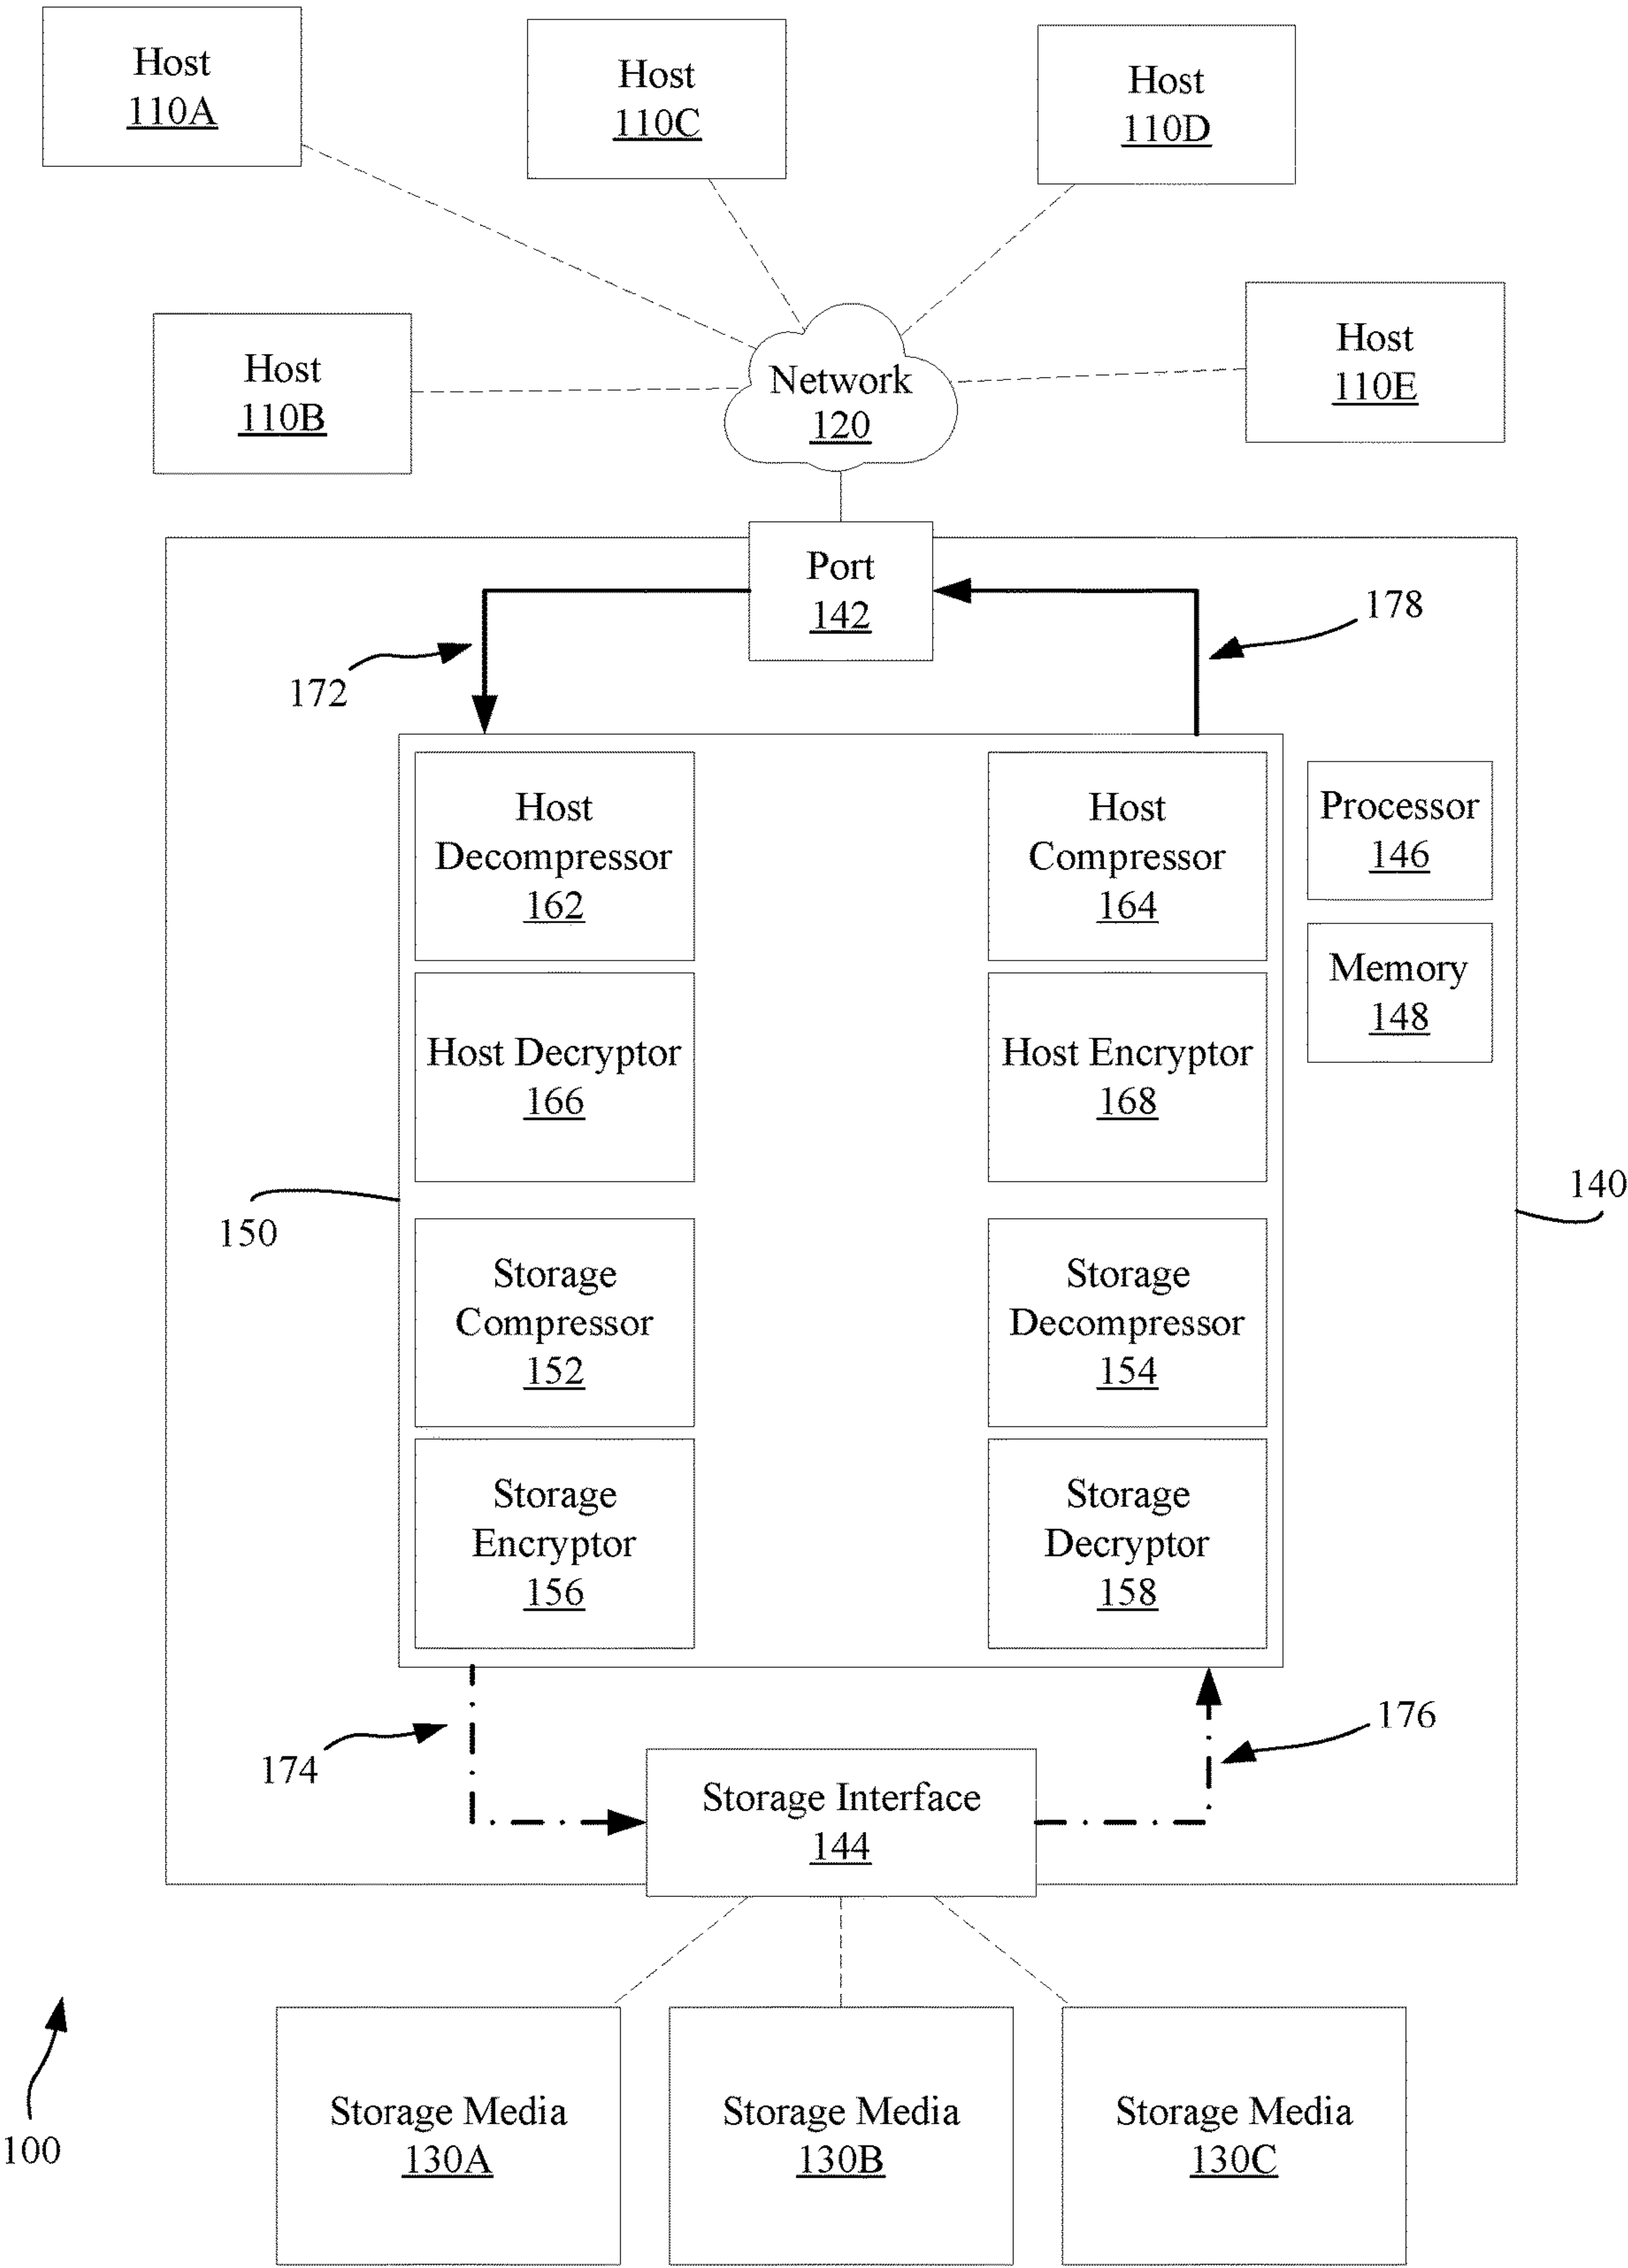 Host
110A
Host
110C
Host
110D
Host
110B
Network
120
Host
110E
Port
142
172
178
Host
Decompressor
162
Host
Compressor
164
Processor
146
Host Decryptor
166
Host Encryptor
168
Memory
148
150
140
Storage
Compressor
152
Storage
Decompressor
154
Storage
Encryptor
156
Storage
Decryptor
158
174
176
Storage Interface
144
100
Storage Media
130A
Storage Media
130B
Storage Media
130C